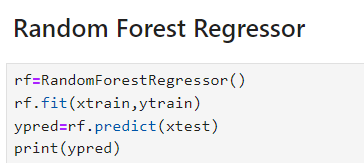 Random Forest Regressor
rf=RandomForestRegressor()
rf.fit(xtrain,ytrain)
ypred=rf.predict(xtest)
print(ypred)